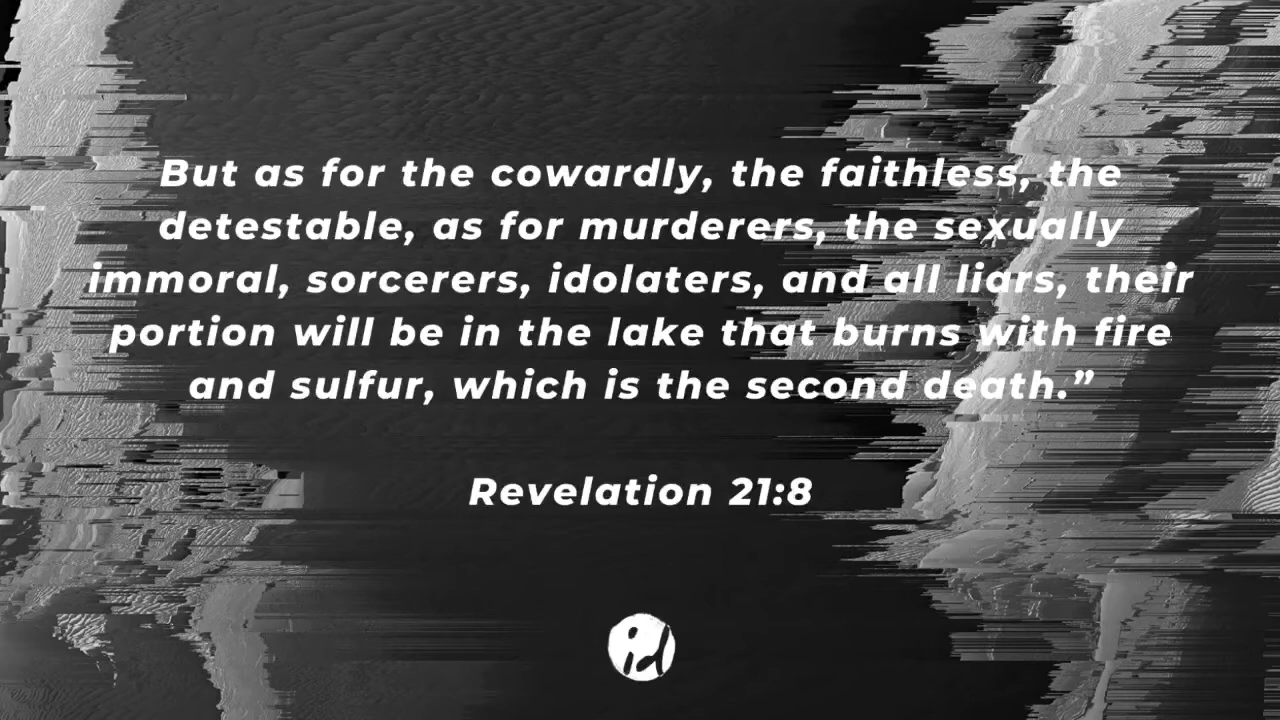 But as for the cowardly, the faithless, the
detestable, as for murderers, the sexually
immoral, sorcerers, idolaters, and all liars, their
portion will be in the lake that burns with fire
and sulfur, which is the second death.”
Revelation 21:8
id